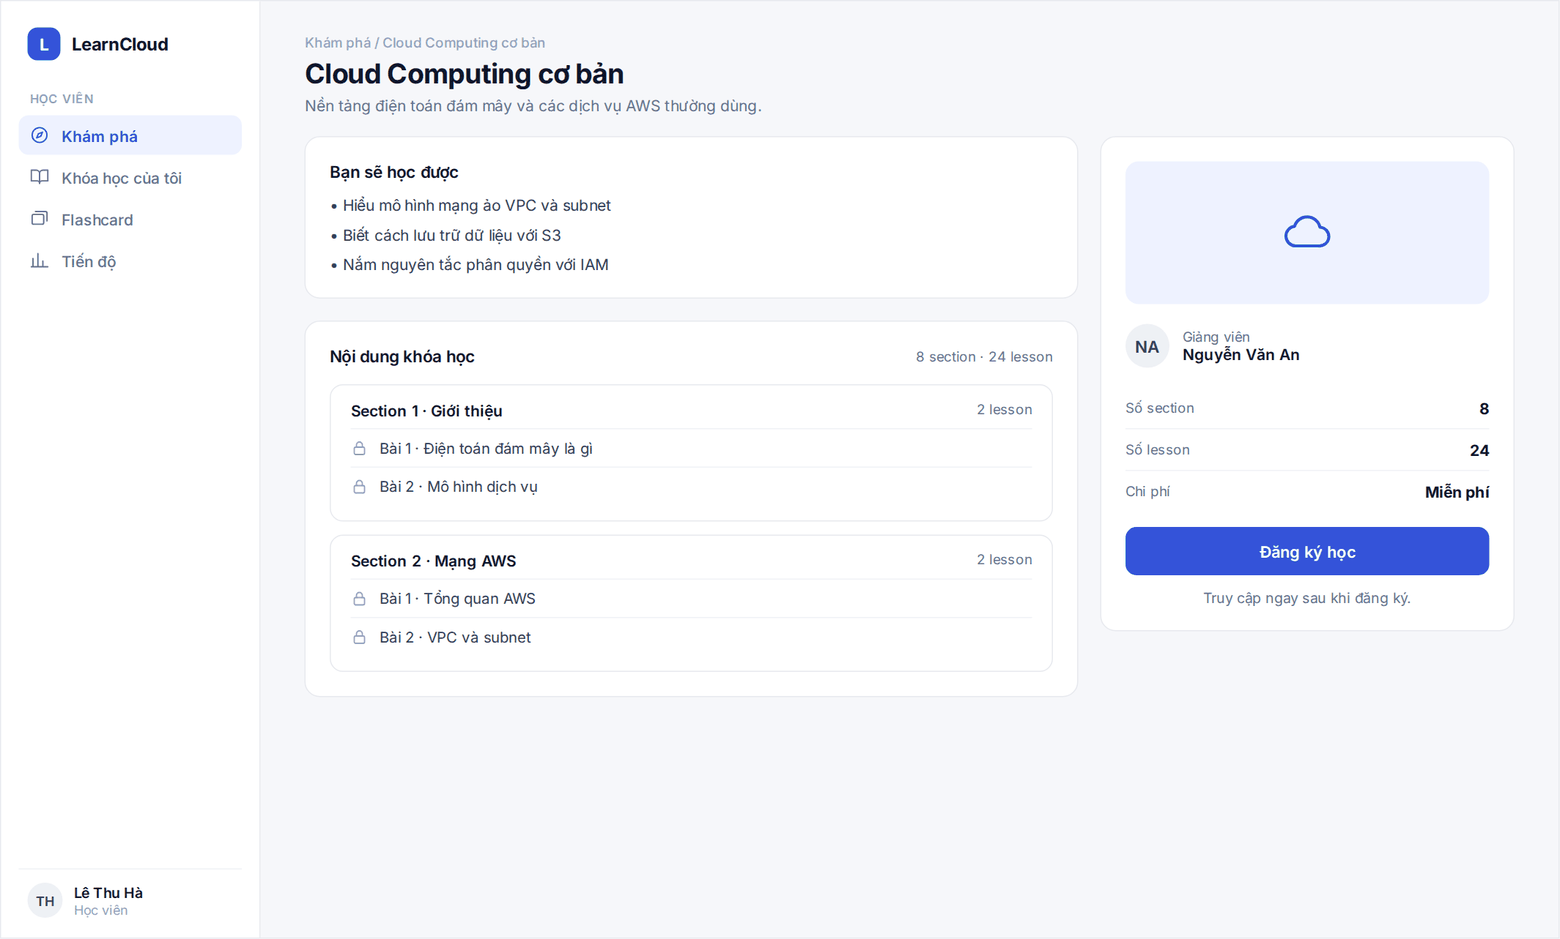 L LearnCloud
HỌC VIÊN
Khám phá
Khóa học của tôi
Flashcard
Tiến độ
TH Lê Thu Hà
Học viên
Khám phá / Cloud Computing cơ bản
Cloud Computing cơ bản
Nền tảng điện toán đám mây và các dịch vụ AWS thường dùng.
Bạn sẽ học được
• Hiểu mô hình mạng ảo VPC và subnet
• Biết cách lưu trữ dữ liệu với S3
• Nắm nguyên tắc phân quyền với IAM
Nội dung khóa học 8 section · 24 lesson
Section 1 · Giới thiệu 2 lesson
Bài 1 · Điện toán đám mây là gì
Bài 2 · Mô hình dịch vụ
Section 2 · Mạng AWS 2 lesson
Bài 1 · Tổng quan AWS
Bài 2 · VPC và subnet
NA Giảng viên
Nguyễn Văn An
Số section 8
Số lesson 24
Chi phí Miễn phí
Đăng ký học
Truy cập ngay sau khi đăng ký.